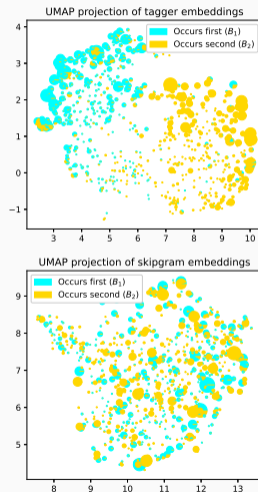 UMAP projection of tagger embeddings
Occurs first (B₁)
Occurs second (B₂)
4
3
2
1
0
−1
3 4 5 6 7 8 9 10
UMAP projection of skipgram embeddings
Occurs first (B₁)
Occurs second (B₂)
9
8
7
6
5
8 9 10 11 12 13